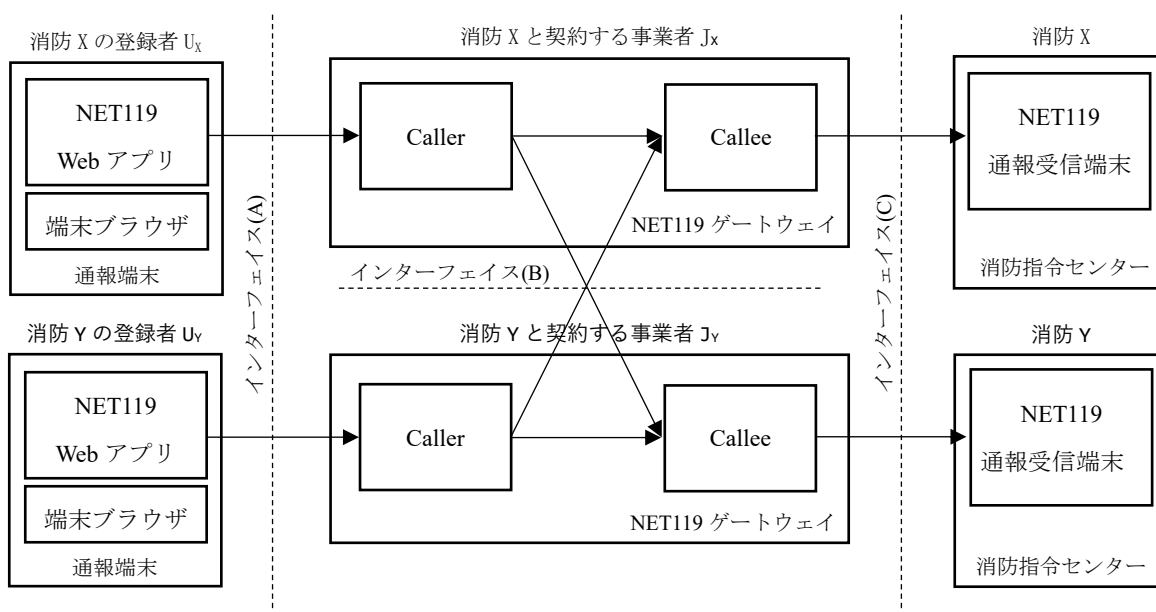 消防 X の登録者 UX
消防 X と契約する事業者 JX
消防 X
NET119
Web アプリ
端末ブラウザ
通報端末
インターフェイス(A)
Caller
Callee
NET119 ゲートウェイ
インターフェイス(B)
インターフェイス(C)
NET119
通報受信端末
消防指令センター
消防 Y の登録者 UY
消防 Y と契約する事業者 JY
消防 Y
NET119
Web アプリ
端末ブラウザ
通報端末
Caller
Callee
NET119 ゲートウェイ
NET119
通報受信端末
消防指令センター